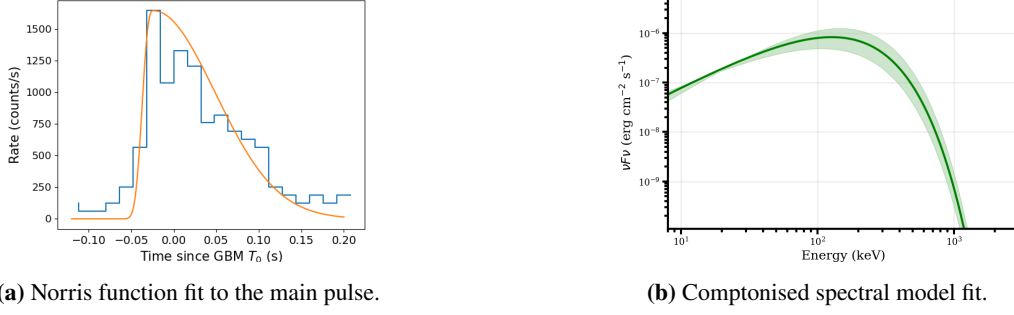 1500
1250
1000
750
500
250
0
Rate (counts/s)
−0.10 −0.05 0.00 0.05 0.10 0.15 0.20
Time since GBM T₀ (s)
(a) Norris function fit to the main pulse.
10⁻⁶
10⁻⁷
10⁻⁸
10⁻⁹
νFν (erg cm⁻² s⁻¹)
10¹ 10² 10³
Energy (keV)
(b) Comptonised spectral model fit.